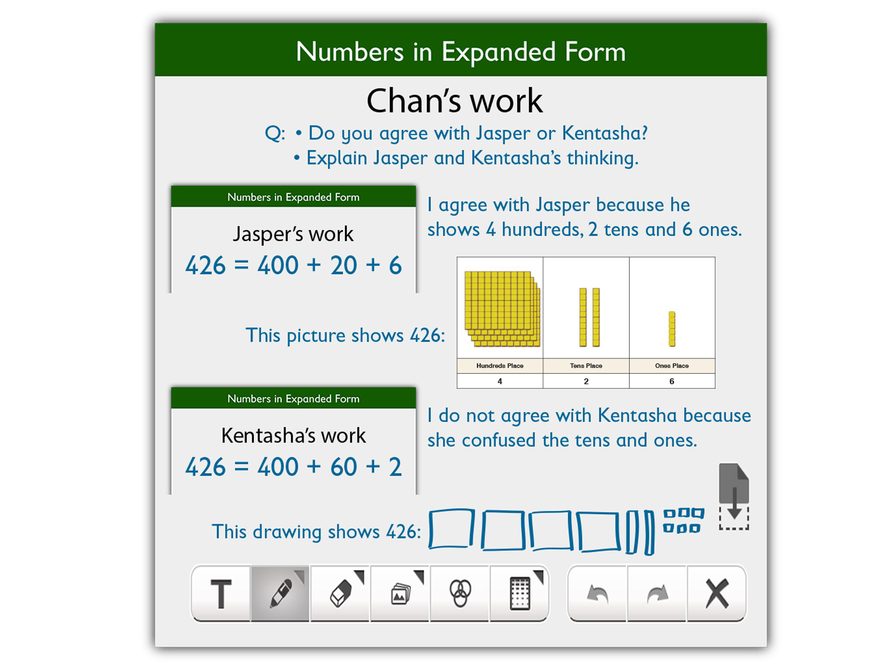 Numbers in Expanded Form
Chan's work
Q: • Do you agree with Jasper or Kentasha?
• Explain Jasper and Kentasha's thinking.
Numbers in Expanded Form
Jasper's work
426 = 400 + 20 + 6
I agree with Jasper because he
shows 4 hundreds, 2 tens and 6 ones.
This picture shows 426:
Hundreds Place Tens Place Ones Place
4 2 6
Numbers in Expanded Form
Kentasha's work
426 = 400 + 60 + 2
I do not agree with Kentasha because
she confused the tens and ones.
This drawing shows 426:
T